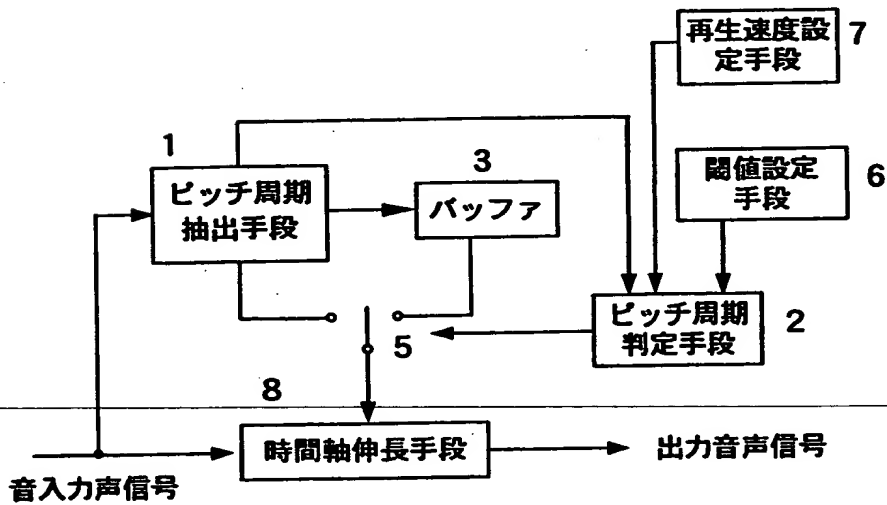 再生速度設
定手段
7
1
ピッチ周期
抽出手段
3
バッファ
閾値設定
手段
6
ピッチ周期
判定手段
2
5
8
時間軸伸長手段
出力音声信号
音入力声信号